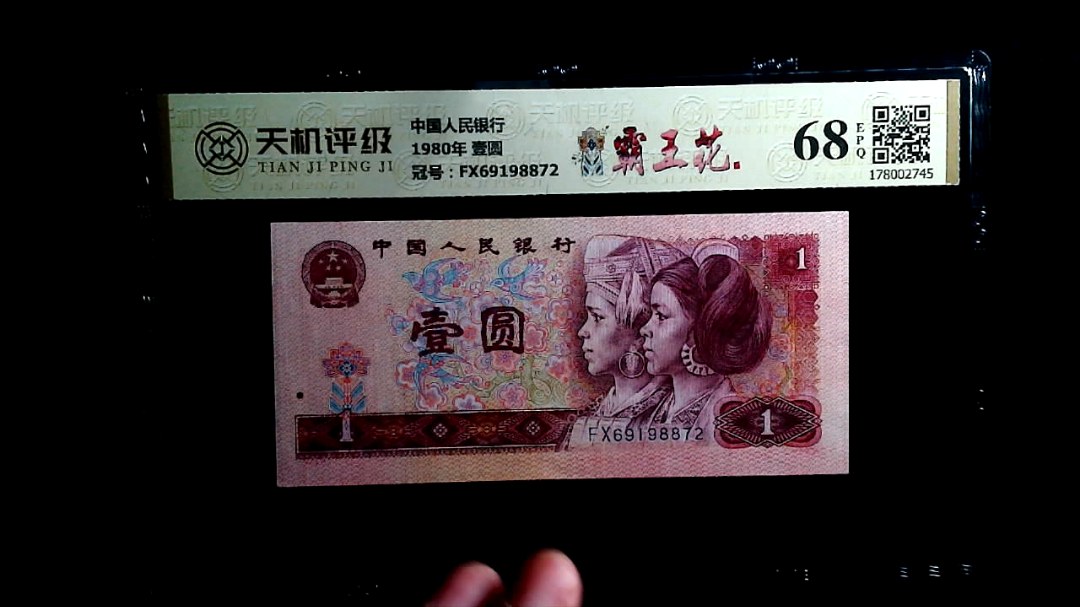 天机评级
TIAN JI PING JI
中国人民银行
1980年 壹圆
冠号：FX69198872
霸王花
68
EPQ
178002745
中国人民银行
1
壹圆
1
FX69198872
1